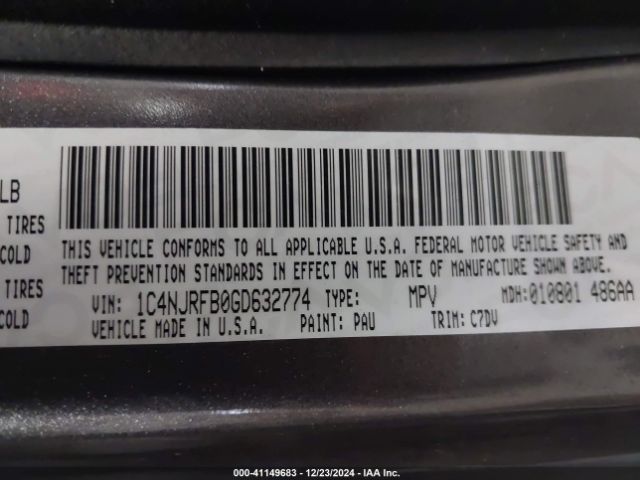 LB
TIRES
COLD
TIRES
COLD
THIS VEHICLE CONFORMS TO ALL APPLICABLE U.S.A. FEDERAL MOTOR VEHICLE SAFETY AND
THEFT PREVENTION STANDARDS IN EFFECT ON THE DATE OF MANUFACTURE SHOWN ABOVE.
VIN: 1C4NJRFB0GD632774 TYPE: MPV MDH:010801 486AA
VEHICLE MADE IN U.S.A. PAINT: PAU TRIM: C7DV
000-41149683 - 12/23/2024 - IAA Inc.